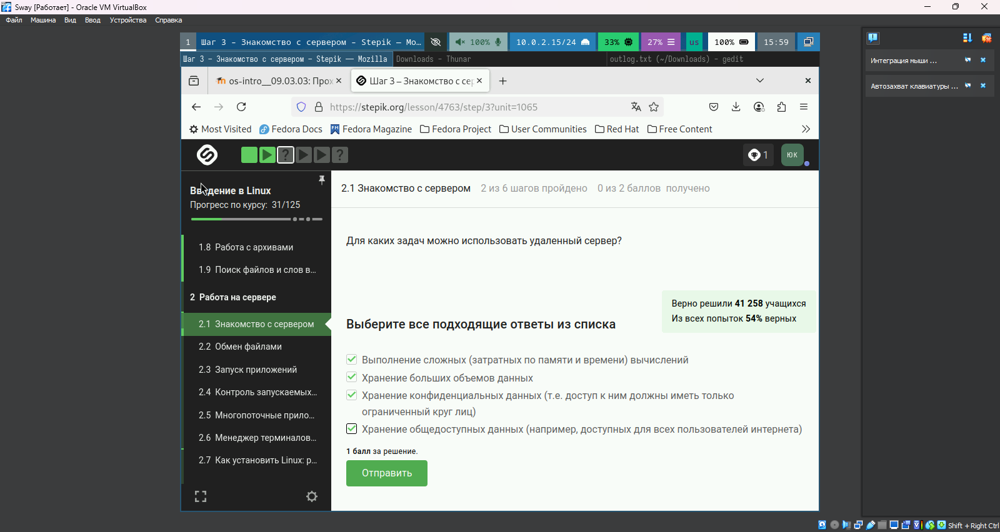 Sway [Работает] - Oracle VM VirtualBox
Файл Машина Вид Ввод Устройства Справка
1 Шаг 3 - Знакомство с сервером - Stepik — Mo… 100% 10.0.2.15/24 33% 27% us 100% 15:59
Шаг 3 - Знакомство с сервером - Stepik — Mozilla Downloads - Thunar outlog.txt (~/Downloads) - gedit
os-intro__09.03.03: Прох Шаг 3 – Знакомство с сер
https://stepik.org/lesson/4763/step/3?unit=1065
Most Visited Fedora Docs Fedora Magazine Fedora Project User Communities Red Hat Free Content
? ? 1 ЮК
Введение в Linux
Прогресс по курсу: 31/125
1.8 Работа с архивами
1.9 Поиск файлов и слов в...
2 Работа на сервере
2.1 Знакомство с сервером
2.2 Обмен файлами
2.3 Запуск приложений
2.4 Контроль запускаемых...
2.5 Многопоточные прило...
2.6 Менеджер терминалов...
2.7 Как установить Linux: р...
2.1 Знакомство с сервером 2 из 6 шагов пройдено 0 из 2 баллов получено
Для каких задач можно использовать удаленный сервер?
Верно решили 41 258 учащихся
Из всех попыток 54% верных
Выберите все подходящие ответы из списка
Выполнение сложных (затратных по памяти и времени) вычислений
Хранение больших объемов данных
Хранение конфиденциальных данных (т.е. доступ к ним должны иметь только
ограниченный круг лиц)
Хранение общедоступных данных (например, доступных для всех пользователей интернета)
1 балл за решение.
Отправить
Интеграция мыши ...
Автозахват клавиатуры ...
Shift + Right Ctrl